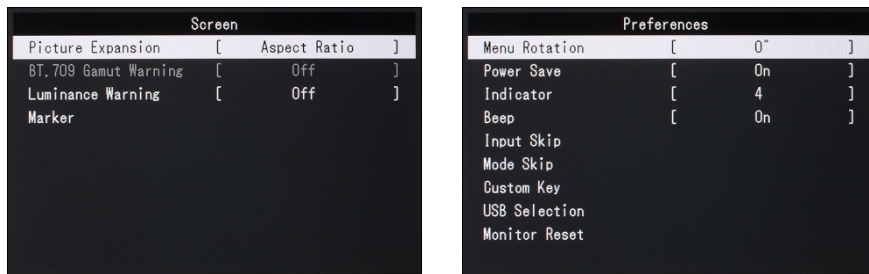 Screen
Picture Expansion [ Aspect Ratio ]
BT.709 Gamut Warning [ Off ]
Luminance Warning [ Off ]
Marker
Preferences
Menu Rotation [ 0° ]
Power Save [ On ]
Indicator [ 4 ]
Beep [ On ]
Input Skip
Mode Skip
Custom Key
USB Selection
Monitor Reset